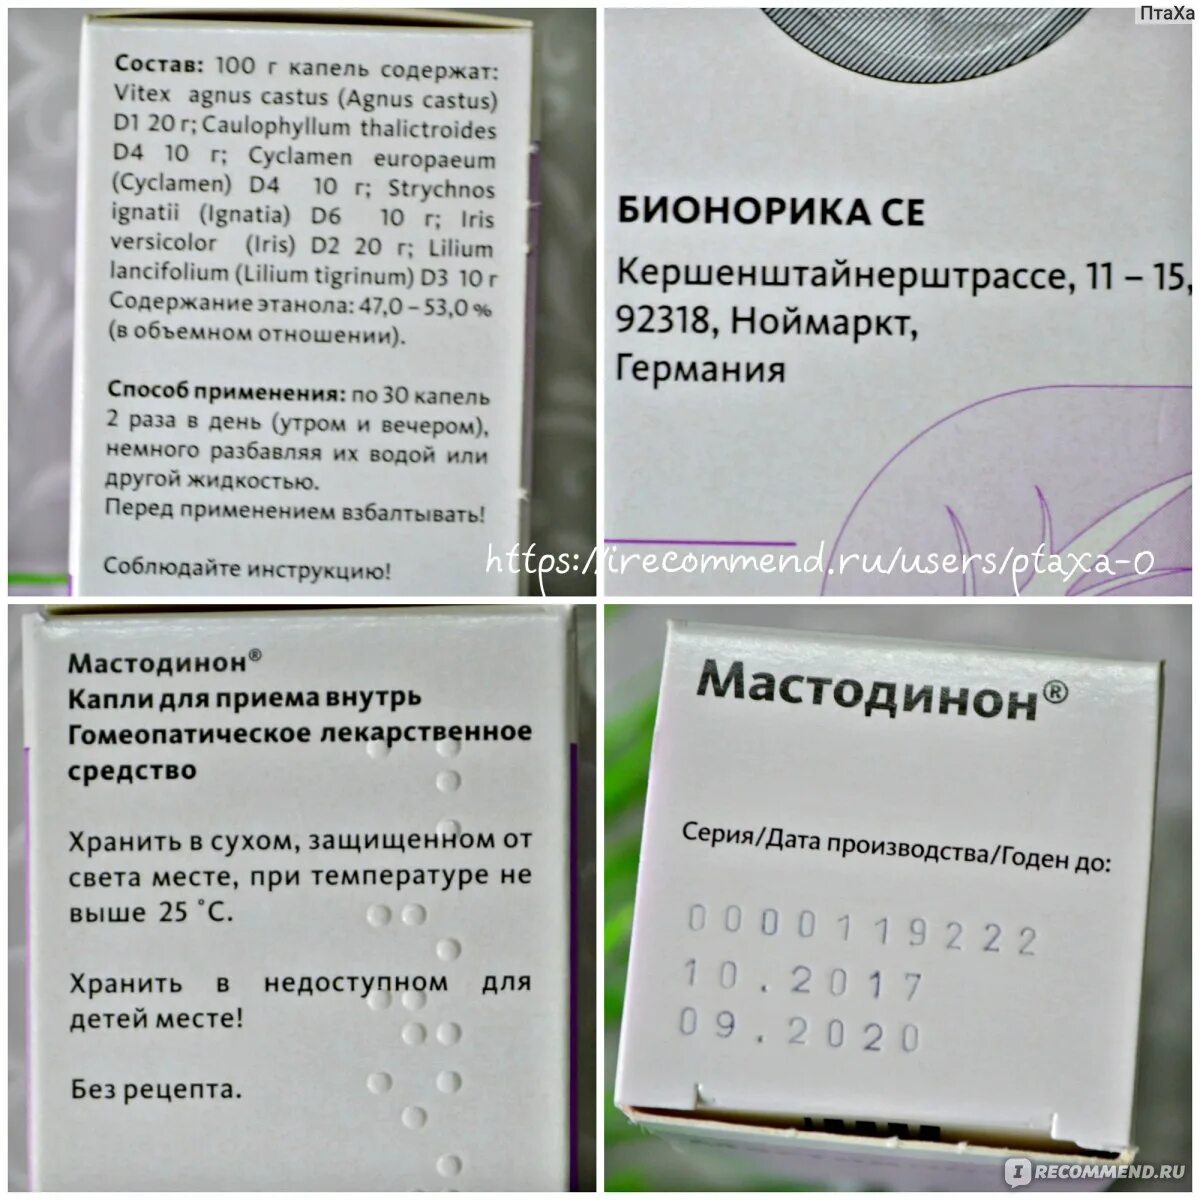 ПтаХа
Состав: 100 г капель содержат:
Vitex agnus castus (Agnus castus)
D1 20 г; Caulophyllum thalictroides
D4 10 г; Cyclamen europaeum
(Cyclamen) D4 10 г; Strychnos
ignatii (Ignatia) D6 10 г; Iris
versicolor (Iris) D2 20 г; Lilium
lancifolium (Lilium tigrinum) D3 10 г
Содержание этанола: 47,0 – 53,0 %
(в объемном отношении).
Способ применения: по 30 капель
2 раза в день (утром и вечером),
немного разбавляя их водой или
другой жидкостью.
Перед применением взбалтывать!
Соблюдайте инструкцию!
БИОНОРИКА СЕ
Кершенштайнерштрассе, 11 – 15,
92318, Ноймаркт,
Германия
https://irecommend.ru/users/ptaxa-0
Мастодинон®
Капли для приема внутрь
Гомеопатическое лекарственное
средство
Хранить в сухом, защищенном от
света месте, при температуре не
выше 25 °С.
Хранить в недоступном для
детей месте!
Без рецепта.
Мастодинон®
Серия/Дата производства/Годен до:
0000119222
10.2017
09.2020
IRECOMMEND.RU